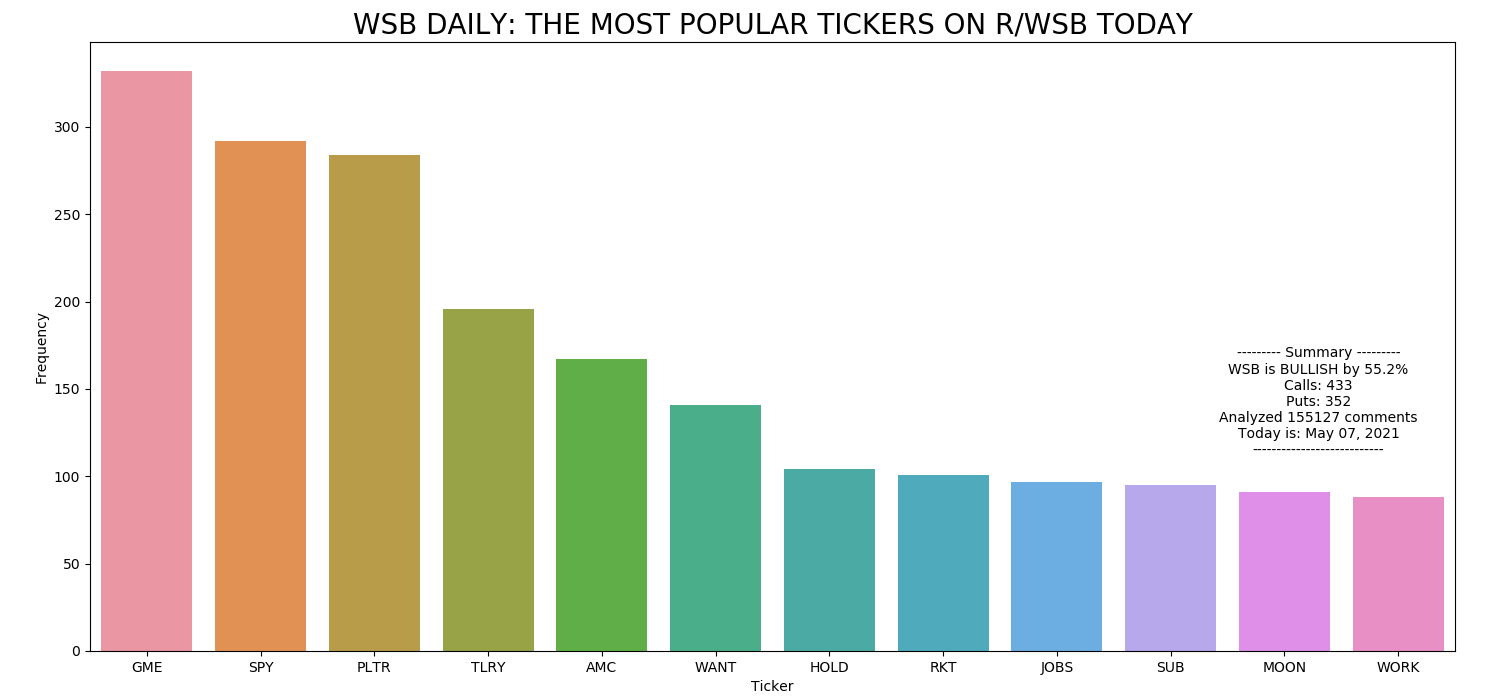 WSB DAILY: THE MOST POPULAR TICKERS ON R/WSB TODAY
Frequency
300
250
200
150
100
50
0
--------- Summary ---------
WSB is BULLISH by 55.2%
Calls: 433
Puts: 352
Analyzed 155127 comments
Today is: May 07, 2021
---------------------------
GME SPY PLTR TLRY AMC WANT HOLD RKT JOBS SUB MOON WORK
Ticker